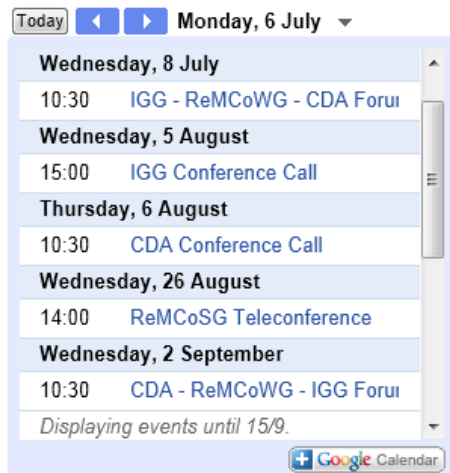 Today Monday, 6 July
Wednesday, 8 July
10:30 IGG - ReMCoWG - CDA Foru
Wednesday, 5 August
15:00 IGG Conference Call
Thursday, 6 August
10:30 CDA Conference Call
Wednesday, 26 August
14:00 ReMCoSG Teleconference
Wednesday, 2 September
10:30 CDA - ReMCoWG - IGG Foru
Displaying events until 15/9.
Google Calendar